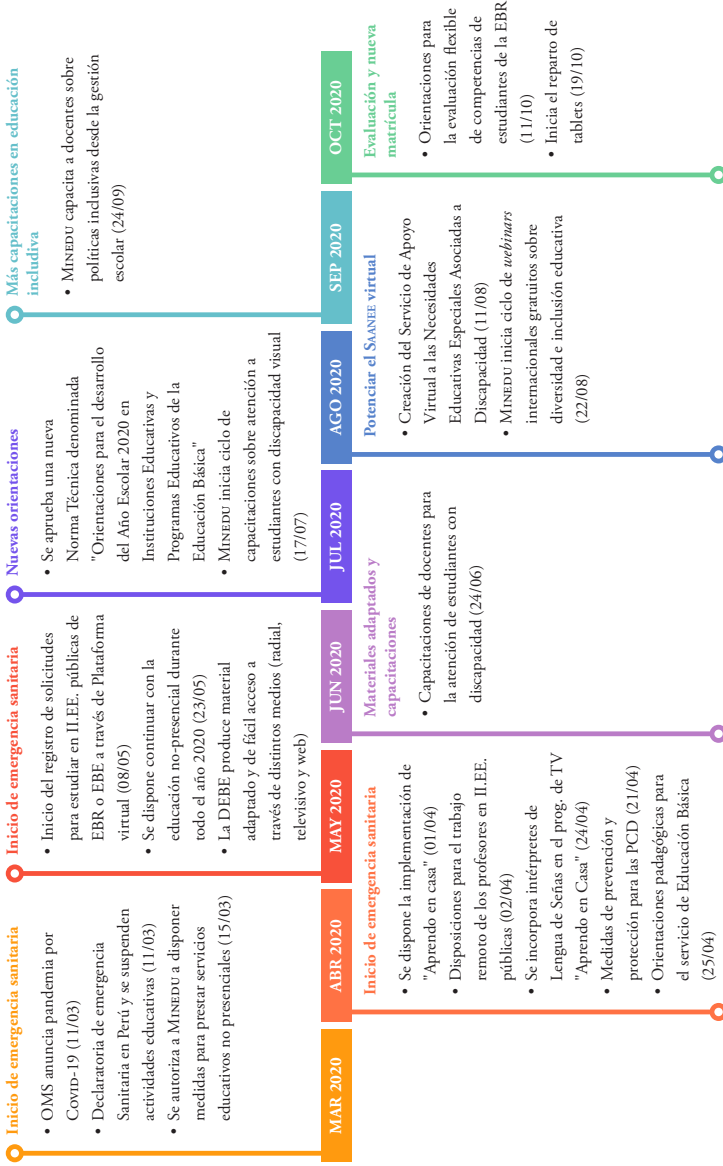 Inicio de emergencia sanitaria
• OMS anuncia pandemia por
COVID-19 (11/03)
• Declaratoria de emergencia
Sanitaria en Perú y se suspenden
actividades educativas (11/03)
• Se autoriza a MINEDU a disponer
medidas para prestar servicios
educativos no presenciales (15/03)
MAR 2020
ABR 2020
Inicio de emergencia sanitaria
• Se dispone la implementación de
"Aprendo en casa" (01/04)
• Disposiciones para el trabajo
remoto de los profesores en II.EE.
públicas (02/04)
• Se incorpora intérpretes de
Lengua de Señas en el prog. de TV
"Aprendo en Casa" (24/04)
• Medidas de prevención y
protección para las PCD (21/04)
• Orientaciones padagógicas para
el servicio de Educación Básica
(25/04)
Inicio de emergencia sanitaria
• Inicio del registro de solicitudes
para estudiar en II.EE. públicas de
EBR o EBE a través de Plataforma
virtual (08/05)
• Se dispone continuar con la
educación no-presencial durante
todo el año 2020 (23/05)
• La DEBE produce material
adaptado y de fácil acceso a
través de distintos medios (radial,
televisivo y web)
MAY 2020
JUN 2020
Materiales adaptados y
capacitaciones
• Capacitaciones de docentes para
la atención de estudiantes con
discapacidad (24/06)
Nuevas orientaciones
• Se aprueba una nueva
Norma Técnica denominada
"Orientaciones para el desarrollo
del Año Escolar 2020 en
Instituciones Educativas y
Programas Educativos de la
Educación Básica"
• MINEDU inicia ciclo de
capacitaciones sobre atención a
estudiantes con discapacidad visual
(17/07)
JUL 2020
AGO 2020
Potenciar el SAANEE virtual
• Creación del Servicio de Apoyo
Virtual a las Necesidades
Educativas Especiales Asociadas a
Discapacidad (11/08)
• MINEDU inicia ciclo de webinars
internacionales gratuitos sobre
diversidad e inclusión educativa
(22/08)
Más capacitaciones en educación
includiva
• MINEDU capacita a docentes sobre
políticas inclusivas desde la gestión
escolar (24/09)
SEP 2020
OCT 2020
Evaluación y nueva
matrícula
• Orientaciones para
la evaluación flexible
de competencias de
estudiantes de la EBR
(11/10)
• Inicia el reparto de
tablets (19/10)